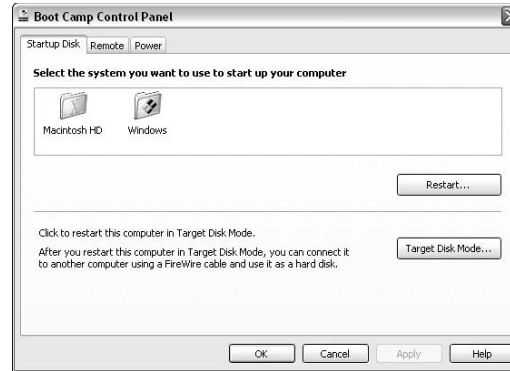 Boot Camp Control Panel
Startup Disk Remote Power
Select the system you want to use to start up your computer
Macintosh HD Windows
Restart...
Click to restart this computer in Target Disk Mode.
After you restart this computer in Target Disk Mode, you can connect it
to another computer using a FireWire cable and use it as a hard disk.
Target Disk Mode...
OK Cancel Apply Help